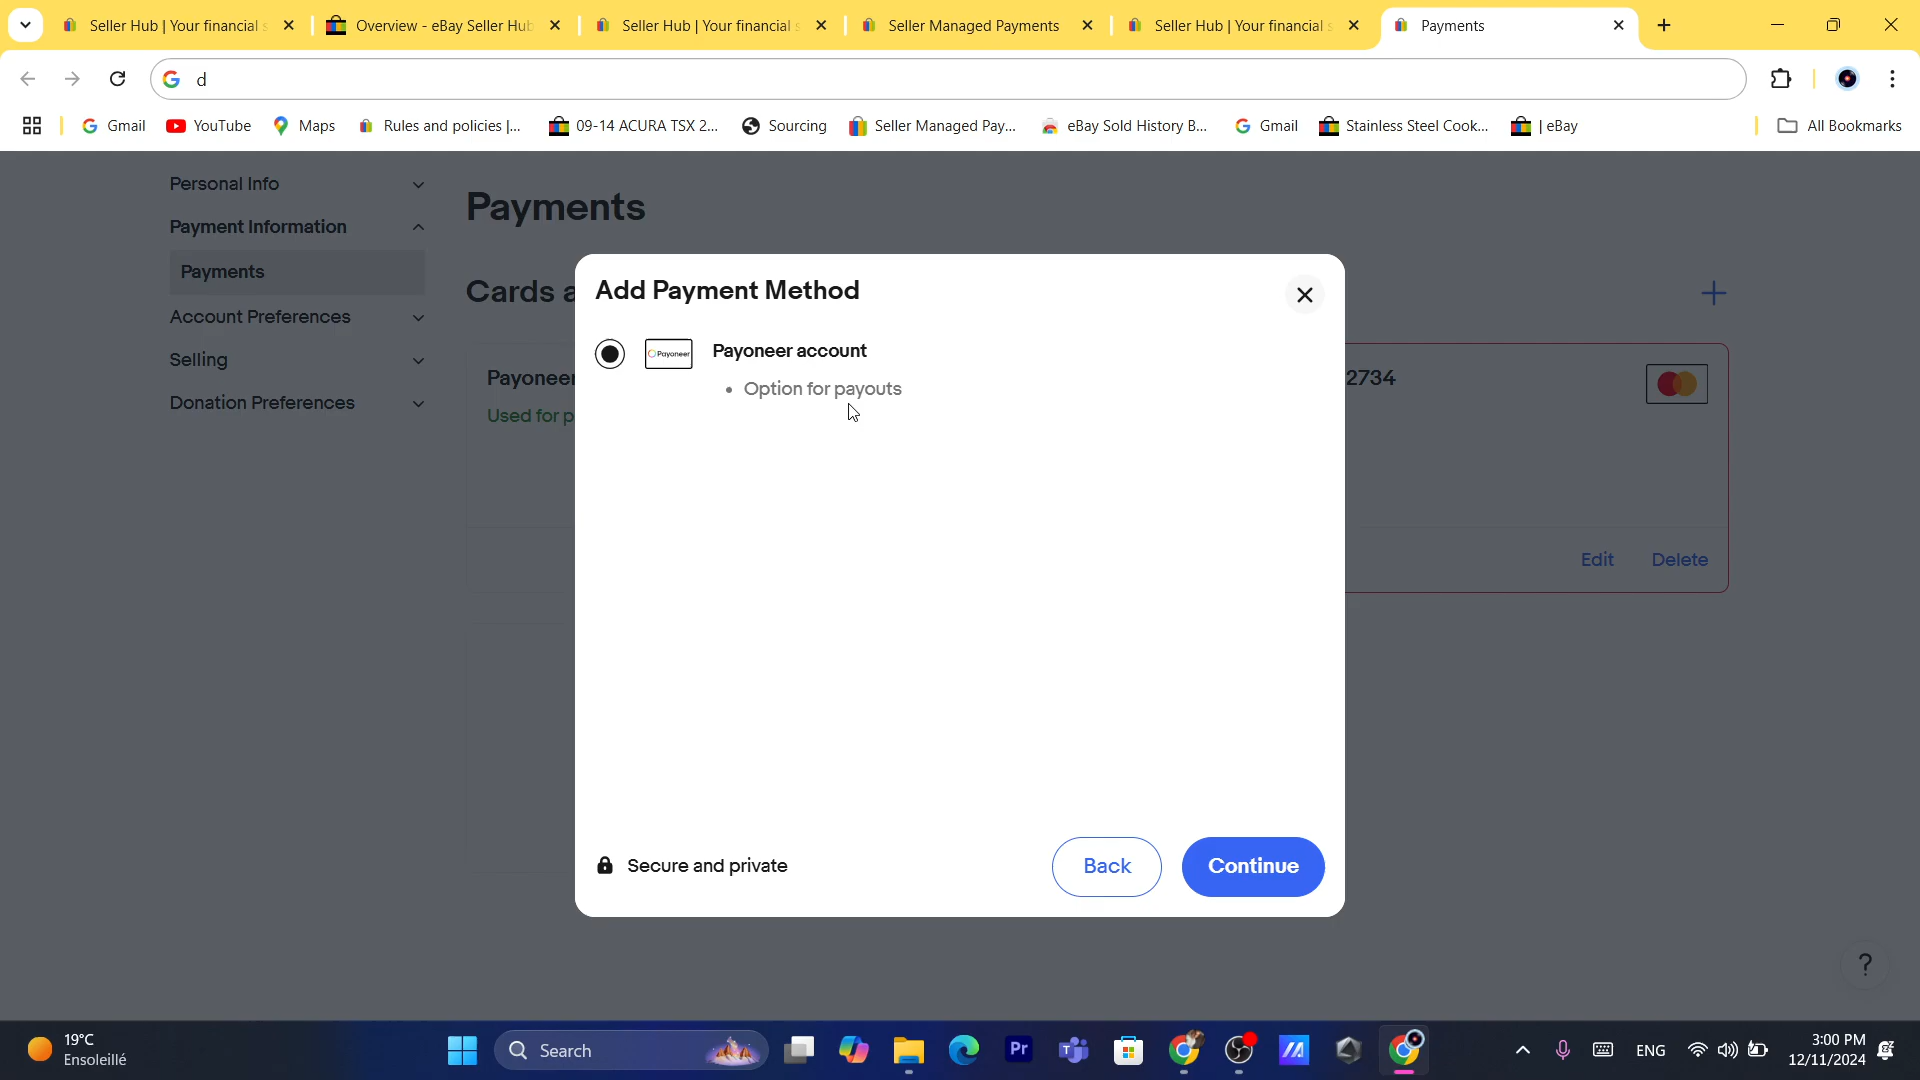 Seller Hub | Your financial s
Overview - eBay Seller Hub
Seller Hub | Your financial s
Seller Managed Payments
Seller Hub | Your financial s
Payments
d
Gmail
YouTube
Maps
Rules and policies |...
09-14 ACURA TSX 2...
Sourcing
Seller Managed Pay...
eBay Sold History B...
Gmail
Stainless Steel Cook...
| eBay
All Bookmarks
Personal Info
Payment Information
Payments
Account Preferences
Selling
Donation Preferences
Payments
Cards a
Payoneer
Used for p
2734
Edit
Delete
Add Payment Method
Payoneer
Payoneer account
• Option for payouts
Secure and private
Back
Continue
?
19°C
Ensoleillé
Search
Pr
ENG
3:00 PM
12/11/2024